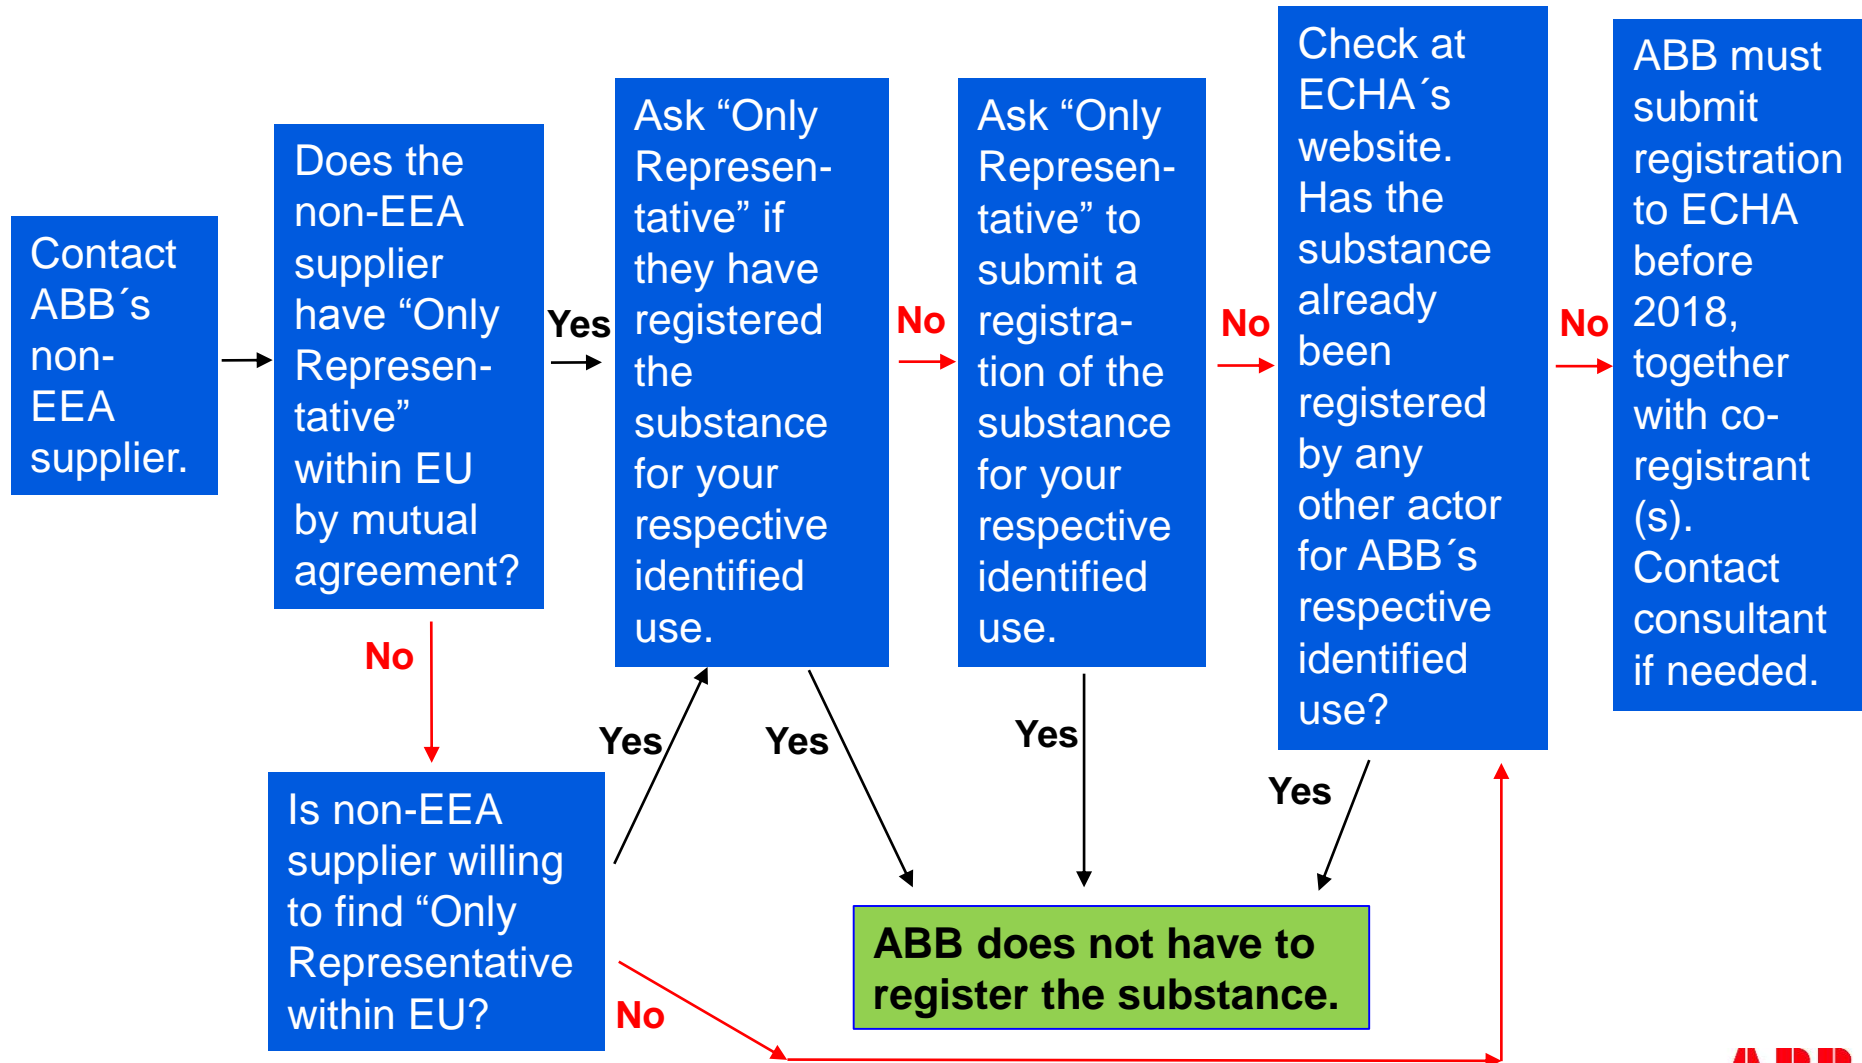 Contact
ABB´s
non-
EEA
supplier.
Does the
non-EEA
supplier
have “Only
Represen-
tative”
within EU
by mutual
agreement?
Yes
Ask “Only
Represen-
tative” if
they have
registered
the
substance
for your
respective
identified
use.
No
Ask “Only
Represen-
tative” to
submit a
registra-
tion of the
substance
for your
respective
identified
use.
No
Check at
ECHA´s
website.
Has the
substance
already
been
registered
by any
other actor
for ABB´s
respective
identified
use?
No
ABB must
submit
registration
to ECHA
before
2018,
together
with co-
registrant
(s).
Contact
consultant
if needed.
No
Yes
Yes
Yes
Yes
Is non-EEA
supplier willing
to find “Only
Representative
within EU?
No
ABB does not have to
register the substance.
ABB